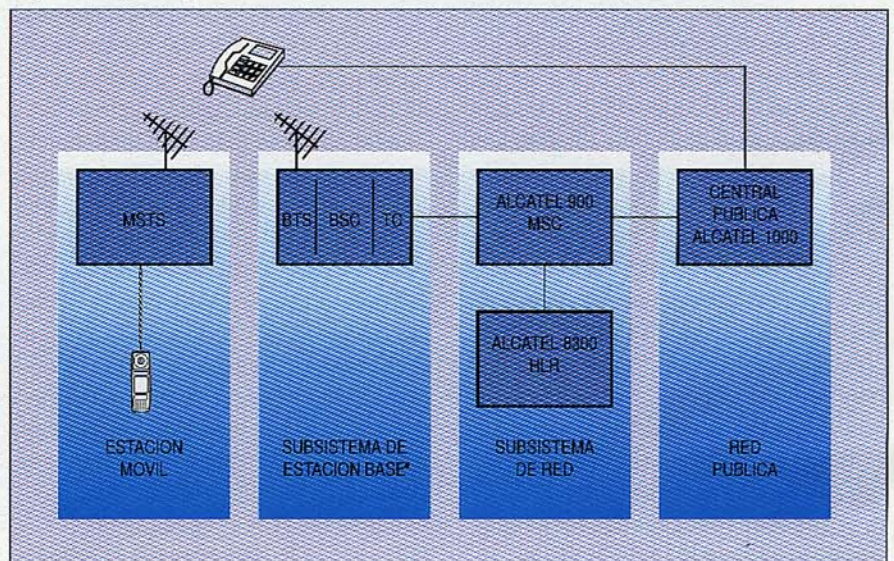 MSTS
BTS BSC TC
ALCATEL 900
MSC
CENTRAL
PUBLICA
ALCATEL 1000
ALCATEL 8300
HLR
ESTACION
MOVIL
SUBSISTEMA DE
ESTACION BASE*
SUBSISTEMA
DE RED
RED
PUBLICA